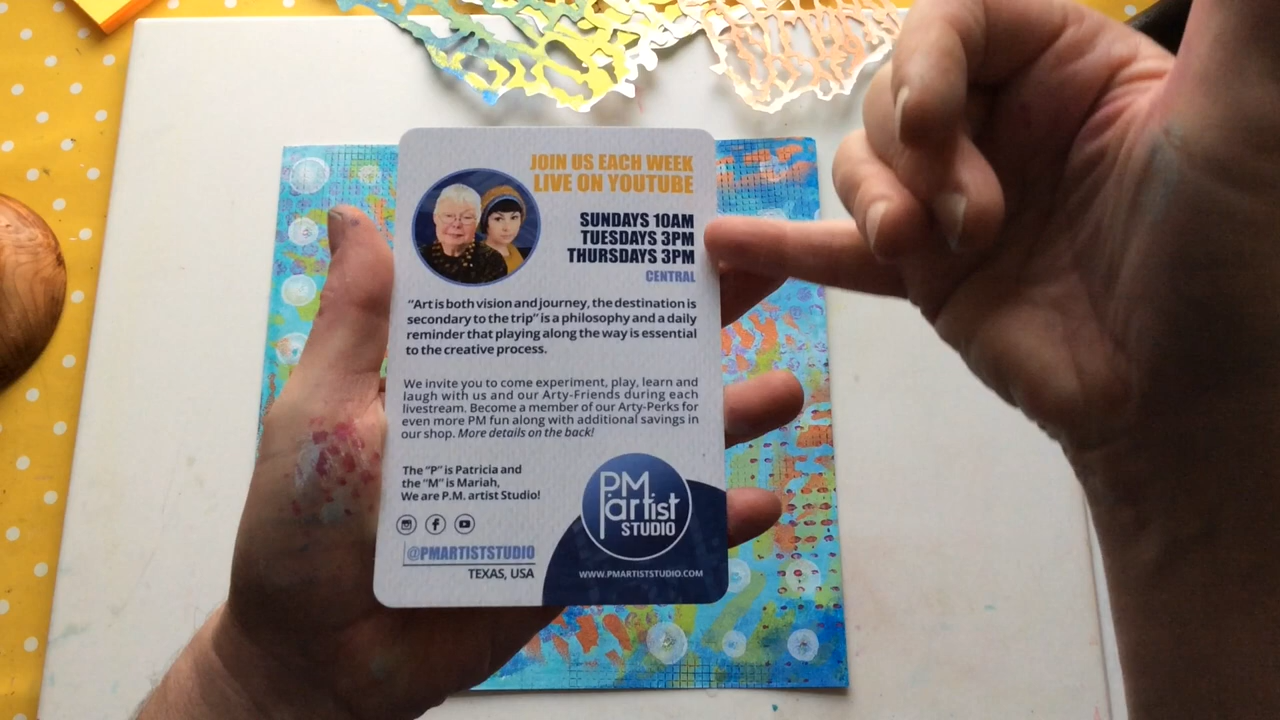 JOIN US EACH WEEK
LIVE ON YOUTUBE
SUNDAYS 10AM
TUESDAYS 3PM
THURSDAYS 3PM
CENTRAL
"Art is both vision and journey, the destination is
secondary to the trip" is a philosophy and a daily
reminder that playing along the way is essential
to the creative process.
We invite you to come experiment, play, learn and
laugh with us and our Arty-Friends during each
livestream. Become a member of our Arty-Perks for
even more PM fun along with additional savings in
our shop. More details on the back!
The "P" is Patricia and
the "M" is Mariah,
We are P.M. artist Studio!
@PMARTISTSTUDIO
TEXAS, USA
PM
artist
STUDIO
WWW.PMARTISTSTUDIO.COM